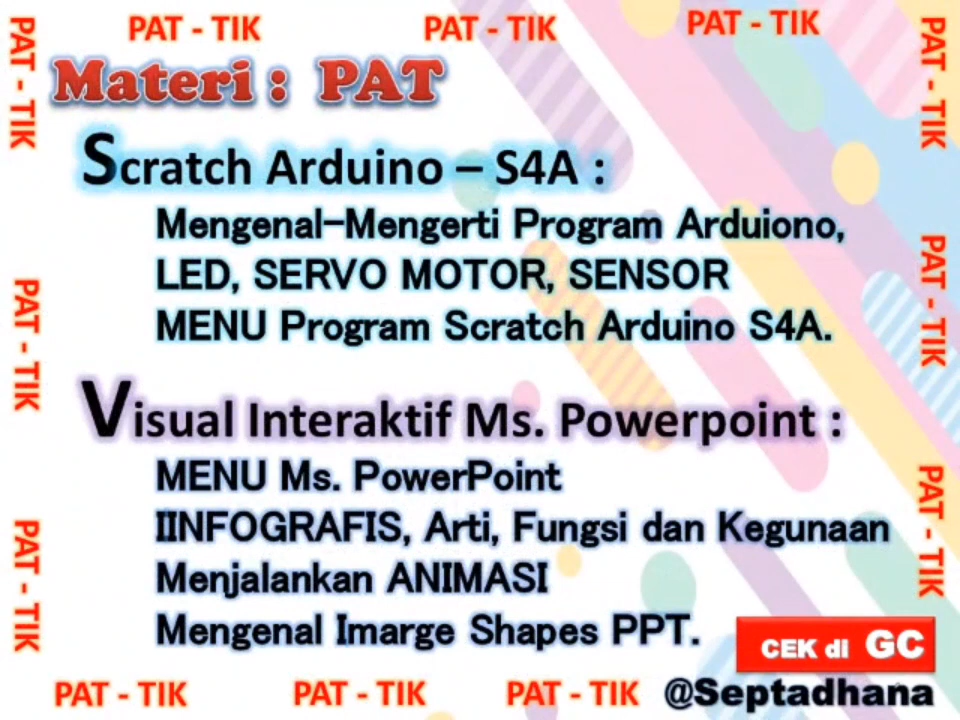 PAT - TIK
PAT - TIK
PAT - TIK
PAT - TIK
PAT - TIK
Materi : PAT
Scratch Arduino – S4A :
Mengenal-Mengerti Program Arduiono,
LED, SERVO MOTOR, SENSOR
PAT - TIK
PAT - TIK
MENU Program Scratch Arduino S4A.
Visual Interaktif Ms. Powerpoint :
MENU Ms. PowerPoint
IINFOGRAFIS, Arti, Fungsi dan Kegunaan
PAT - TIK
PAT - TIK
Menjalankan ANIMASI
Mengenal Imarge Shapes PPT.
CEK di GC
PAT - TIK
PAT - TIK
PAT - TIK
@Septadhana